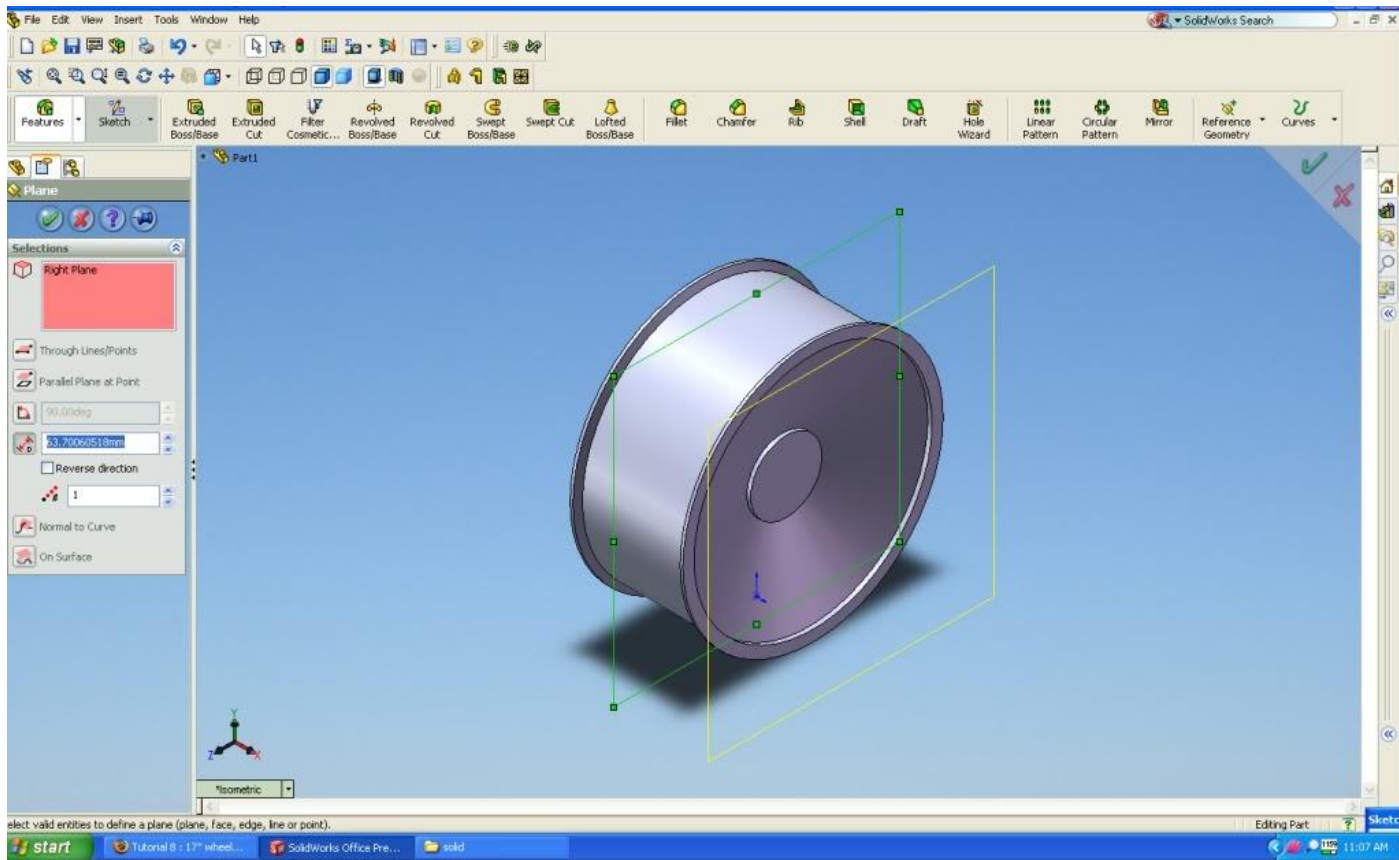 File Edit View Insert Tools Window Help
SolidWorks Search
Features
Sketch
Extruded Boss/Base
Extruded Cut
Filter Cosmetic...
Revolved Boss/Base
Revolved Cut
Swept Boss/Base
Swept Cut
Lofted Boss/Base
Fillet
Chamfer
Rib
Shell
Draft
Hole Wizard
Linear Pattern
Circular Pattern
Mirror
Reference Geometry
Curves
Part1
Plane
Selections
Right Plane
Through Lines/Points
Parallel Plane at Point
90.00deg
63.70060518mm
Reverse direction
1
Normal to Curve
On Surface
Y
Z
X
*Isometric
elect valid entities to define a plane (plane, face, edge, line or point).
Editing Part
Sketc
start
Tutorial 8 : 17" wheel...
SolidWorks Office Pre...
solid
11:07 AM